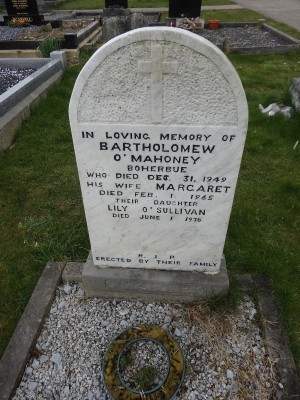 IN LOVING MEMORY OF
BARTHOLOMEW
O'MAHONEY
BOHERBUE
WHO DIED DEC. 31, 1949
HIS WIFE MARGARET
DIED FEB. 1 1965
THEIR DAUGHTER
LILY O'SULLIVAN
DIED JUNE 1 1976
R. I. P.
ERECTED BY THEIR FAMILY